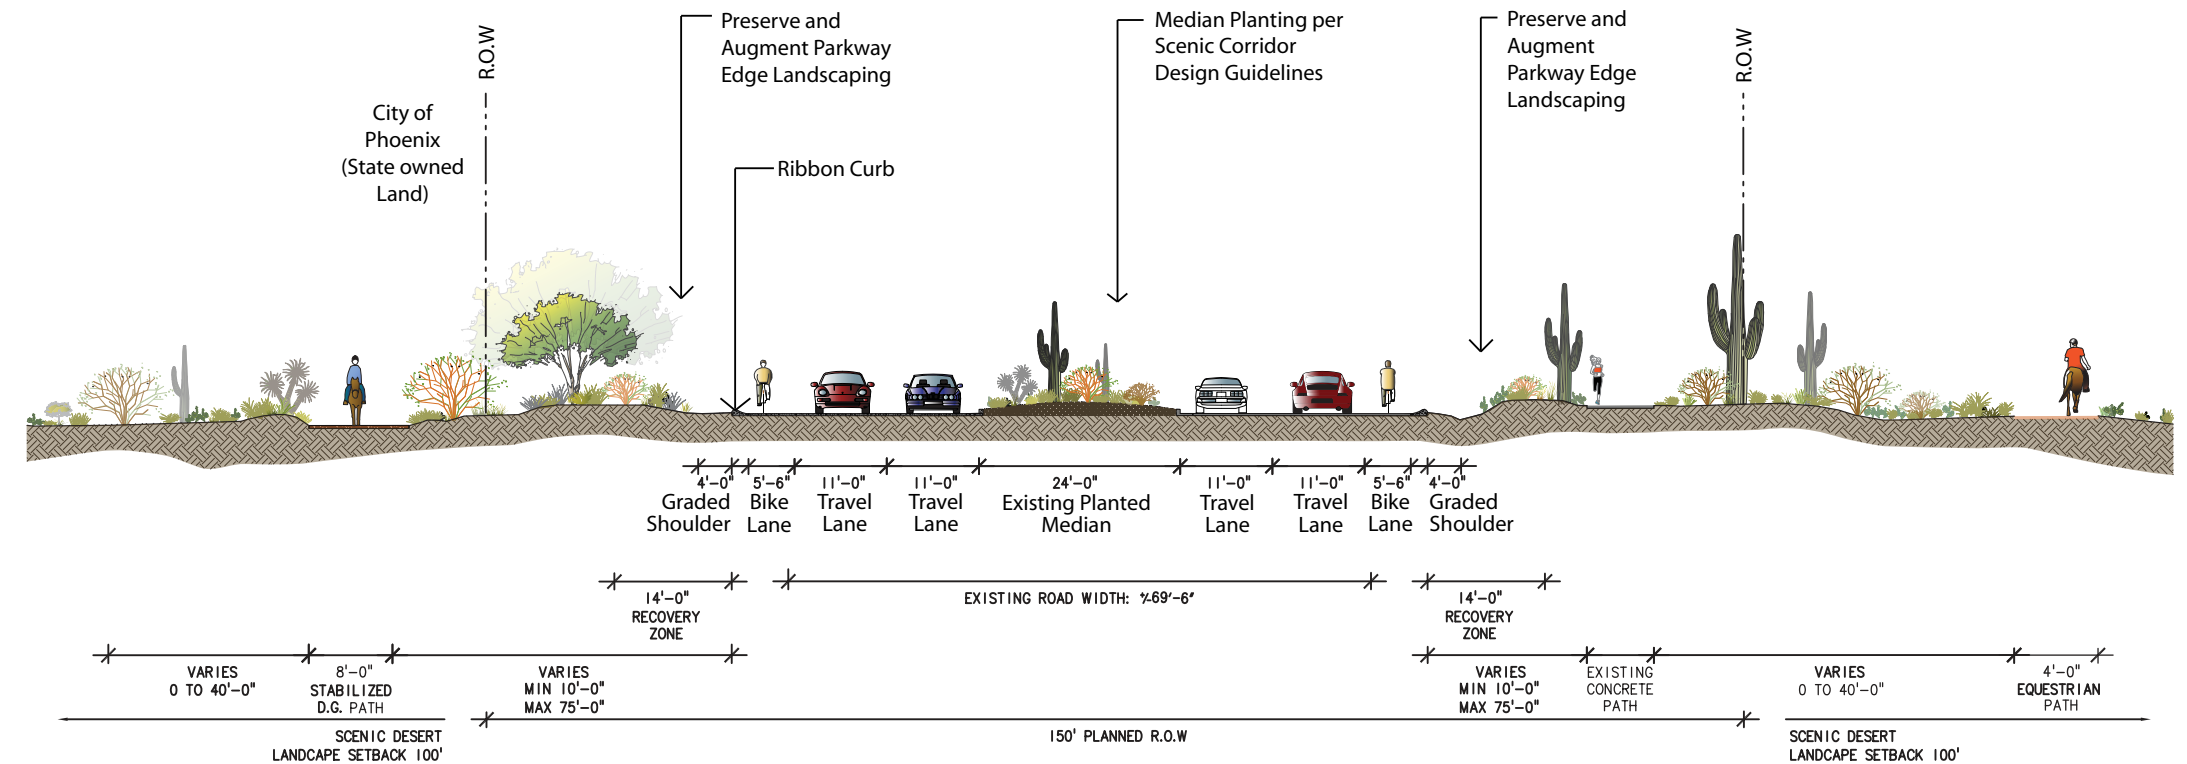 R.O.W
City of
Phoenix
(State owned
Land)
Preserve and
Augment Parkway
Edge Landscaping
Ribbon Curb
Median Planting per
Scenic Corridor
Design Guidelines
Preserve and
Augment
Parkway Edge
Landscaping
R.O.W
4'-0"
Graded
Shoulder
5'-6"
Bike
Lane
11'-0"
Travel
Lane
11'-0"
Travel
Lane
24'-0"
Existing Planted
Median
11'-0"
Travel
Lane
11'-0"
Travel
Lane
5'-6"
Bike
Lane
4'-0"
Graded
Shoulder
14'-0"
RECOVERY
ZONE
EXISTING ROAD WIDTH: +/-69'-6"
14'-0"
RECOVERY
ZONE
VARIES
0 TO 40'-0"
8'-0"
STABILIZED
D.G. PATH
VARIES
MIN 10'-0"
MAX 75'-0"
VARIES
MIN 10'-0"
MAX 75'-0"
EXISTING
CONCRETE
PATH
VARIES
0 TO 40'-0"
4'-0"
EQUESTRIAN
PATH
SCENIC DESERT
LANDCAPE SETBACK 100'
150' PLANNED R.O.W
SCENIC DESERT
LANDCAPE SETBACK 100'